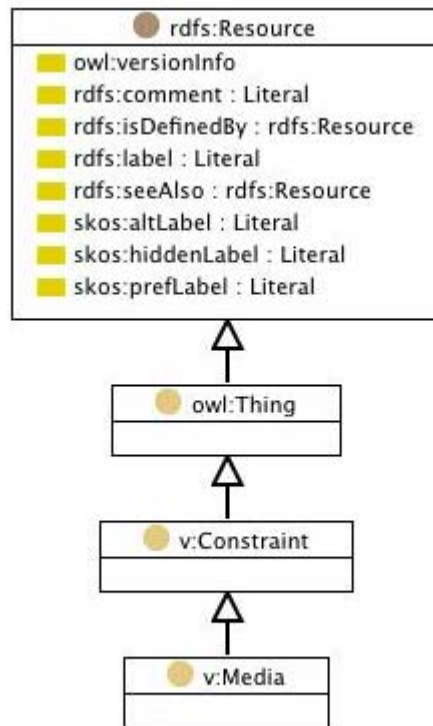 rdfs:Resource
owl:versionInfo
rdfs:comment : Literal
rdfs:isDefinedBy : rdfs:Resource
rdfs:label : Literal
rdfs:seeAlso : rdfs:Resource
skos:altLabel : Literal
skos:hiddenLabel : Literal
skos:prefLabel : Literal
owl:Thing
v:Constraint
v:Media